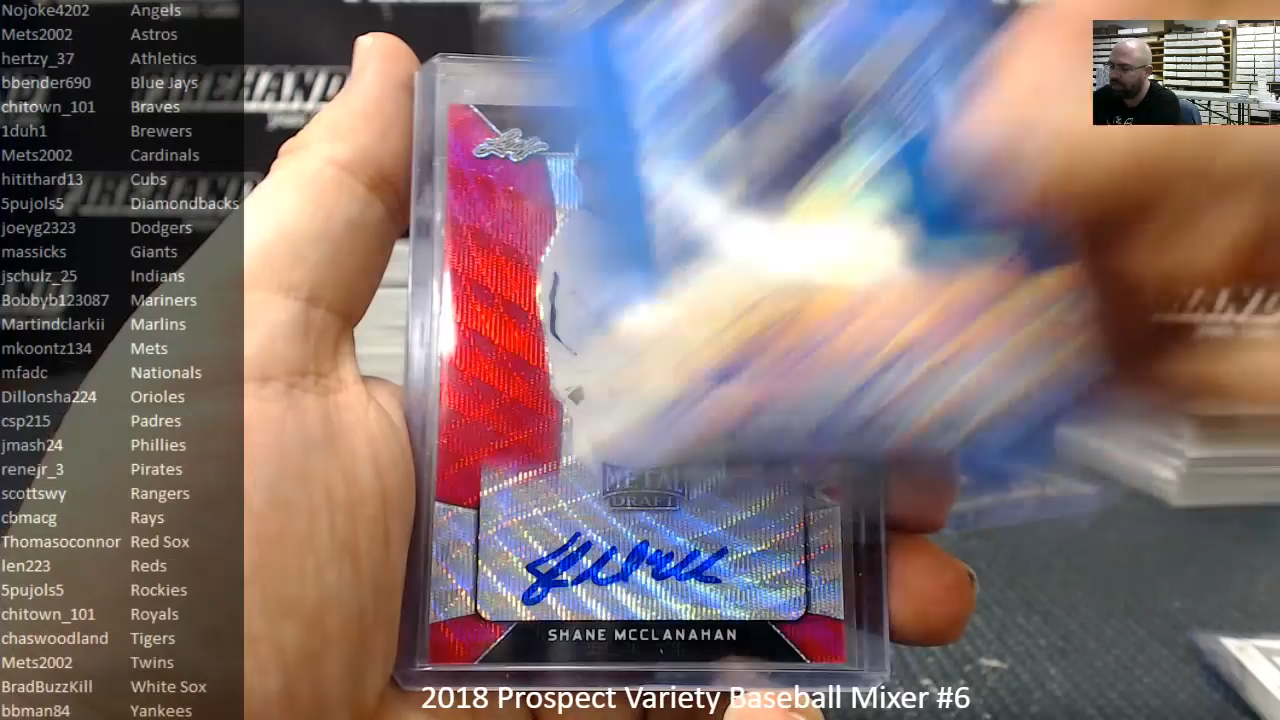 Nojoke4202 Angels
Mets2002 Astros
hertzy_37 Athletics
bbender690 Blue Jays
chitown_101 Braves
1duh1 Brewers
Mets2002 Cardinals
hitithard13 Cubs
5pujols5 Diamondbacks
joeyg2323 Dodgers
massicks Giants
jschulz_25 Indians
Bobbyb123087 Mariners
Martindclarkii Marlins
mkoontz134 Mets
mfadc Nationals
Dillonsha224 Orioles
csp215 Padres
jmash24 Phillies
renejr_3 Pirates
scottswy Rangers
cbmacg Rays
Thomasoconnor Red Sox
len223 Reds
5pujols5 Rockies
chitown_101 Royals
chaswoodland Tigers
Mets2002 Twins
BradBuzzKill White Sox
bbman84 Yankees
Leaf
METAL
DRAFT
SHANE MCCLANAHAN
2018 Prospect Variety Baseball Mixer #6